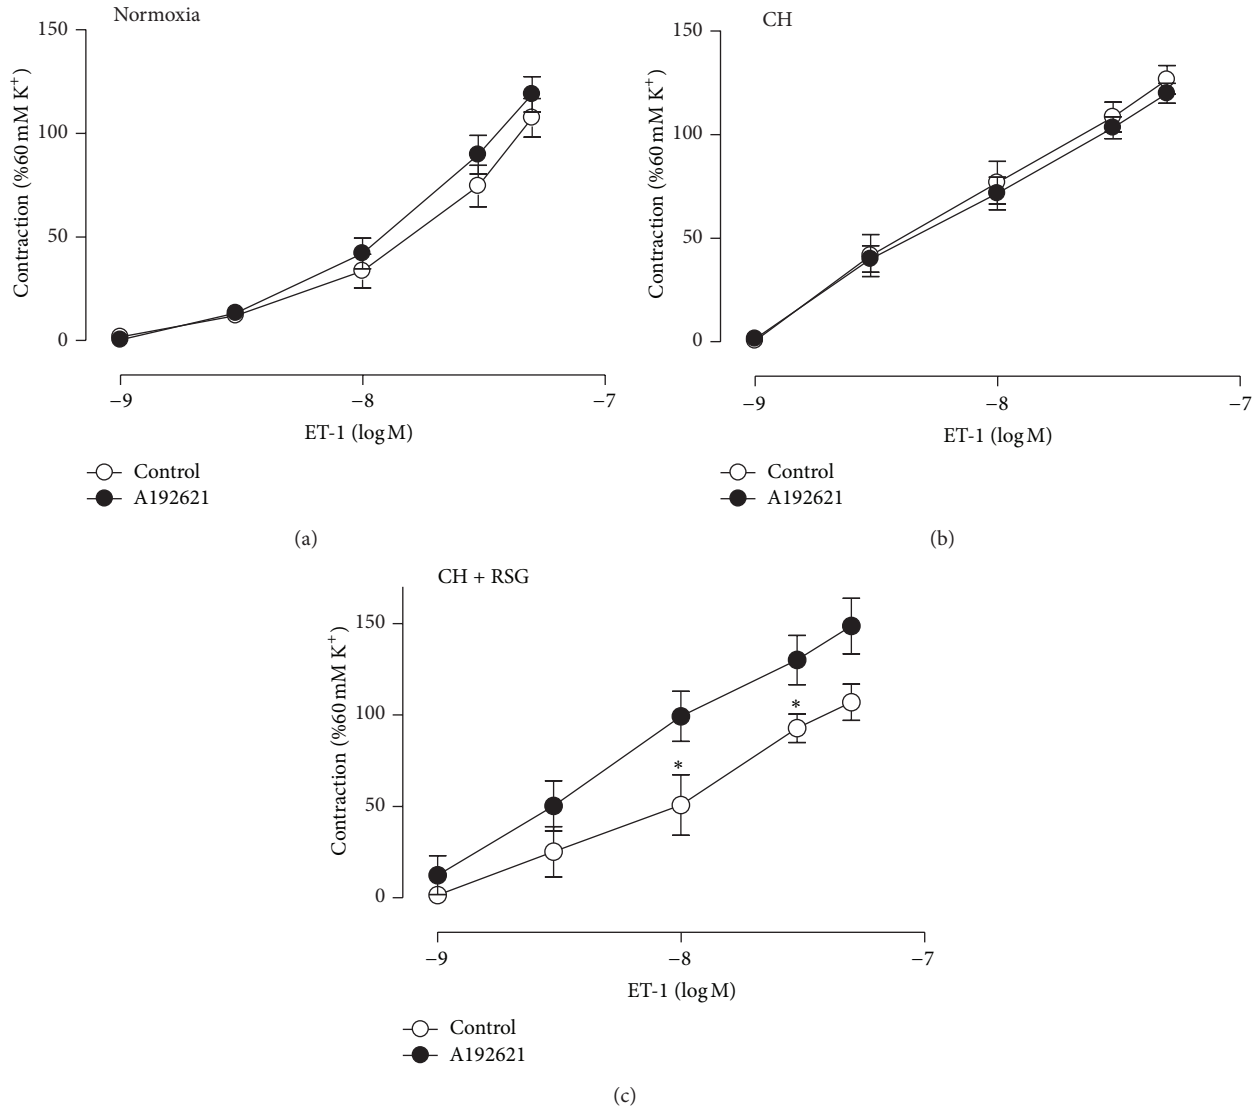 Normoxia
150
100
50
0
Contraction (%60 mM K⁺)
−9 −8 −7
ET-1 (log M)
Control
A192621
(a)
CH
150
100
50
0
Contraction (%60 mM K⁺)
−9 −8 −7
ET-1 (log M)
Control
A192621
(b)
CH + RSG
150
100
50
0
Contraction (%60 mM K⁺)
*
*
−9 −8 −7
ET-1 (log M)
Control
A192621
(c)